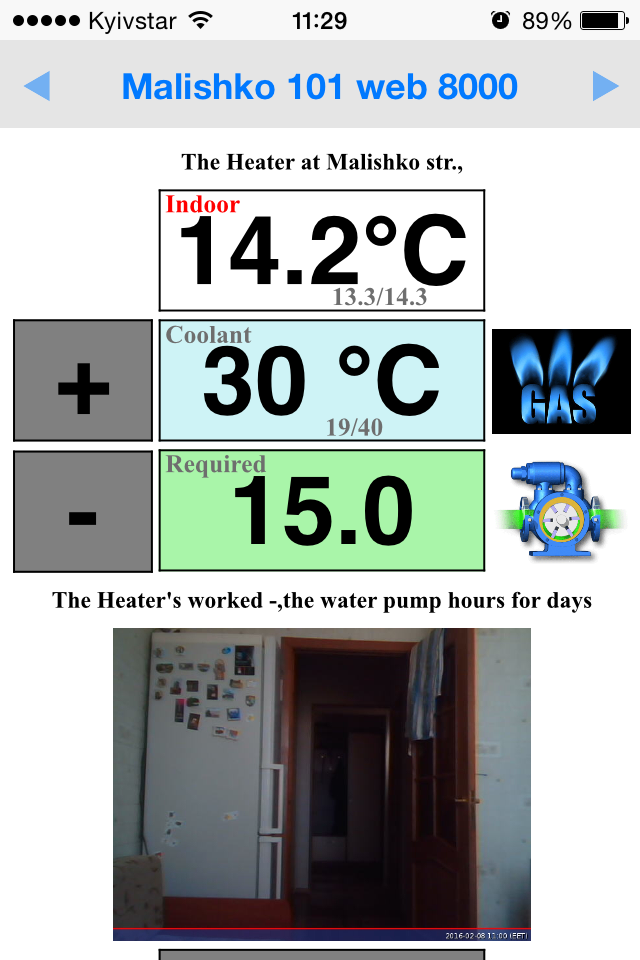 Kyivstar 11:29 89%
Malishko 101 web 8000
The Heater at Malishko str.,
Indoor
14.2°C
13.3/14.3
+
Coolant
30 °C
19/40
GAS
-
Required
15.0
The Heater's worked -,the water pump hours for days
2016-02-08 11:00 (EET)